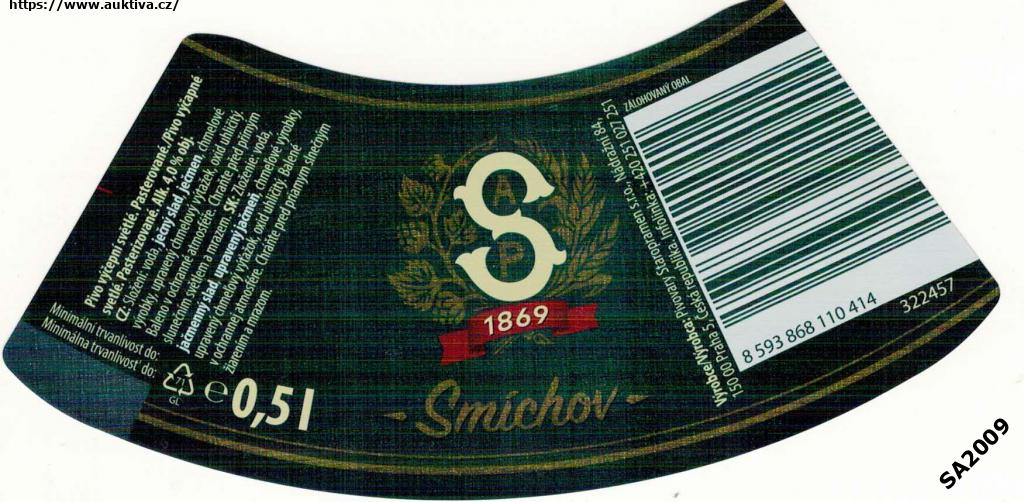 https://www.auktiva.cz/
Pivo výčepní světlé. Pasterované/Pivo výčapné
svetlé. Pasterizované. Alk. 4,0 % obj.
CZ: Složení: voda, ječný slad, ječmen, chmelové
výrobky, upravený chmelový výtažek, oxid uhličitý.
Baleno v ochranné atmosféře. Chraňte před přímým
slunečním světlem a mrazem. SK: Zloženie: voda,
jačmenný slad, upravený jačmeň, chmeľové výrobky,
upravený chmeľový výťažok, oxid uhličitý. Balené
v ochrannej atmosfére. Chráňte pred priamym slnečným
žiarením a mrazom.
Minimální trvanlivost do:
Minimálna trvanlivosť do:
71
GL
℮ 0,5 l
S
A
P
1869
- Smíchov -
Výrobce/Výrobca: Pivovary Staropramen s.r.o., Nádražní 84,
150 00 Praha 5, Česká republika, infolinka: +420 251 027 251
ZÁLOHOVANÝ OBAL
8 593868 110414
322457
SA2009